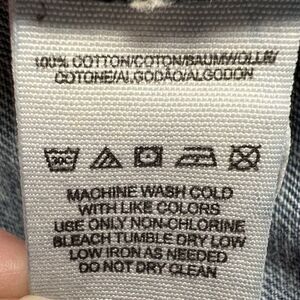 100% COTTON/COTON/BAUMWOLLE/
COTONE/ALGODÃO/ALGODON
30C
MACHINE WASH COLD
WITH LIKE COLORS
USE ONLY NON-CHLORINE
BLEACH TUMBLE DRY LOW
LOW IRON AS NEEDED
DO NOT DRY CLEAN